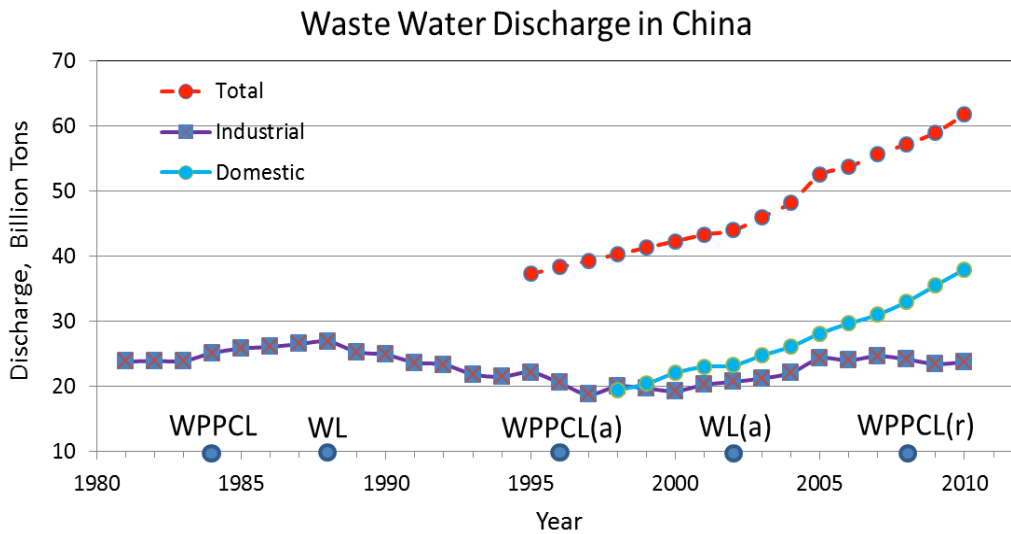 Waste Water Discharge in China
70
60
50
40
30
20
10
Discharge, Billion Tons
Total
Industrial
Domestic
WPPCL
WL
WPPCL(a)
WL(a)
WPPCL(r)
1980
1985
1990
1995
2000
2005
2010
Year